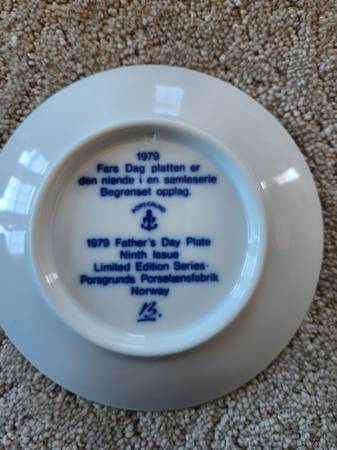 1979
Fars Dag platten er
den niende i en samleserie
Begrenset opplag.
PORSGRUND
1979 Father's Day Plate
Ninth Issue
Limited Edition Series·
Porsgrunds Porselænsfabrik
Norway
13.